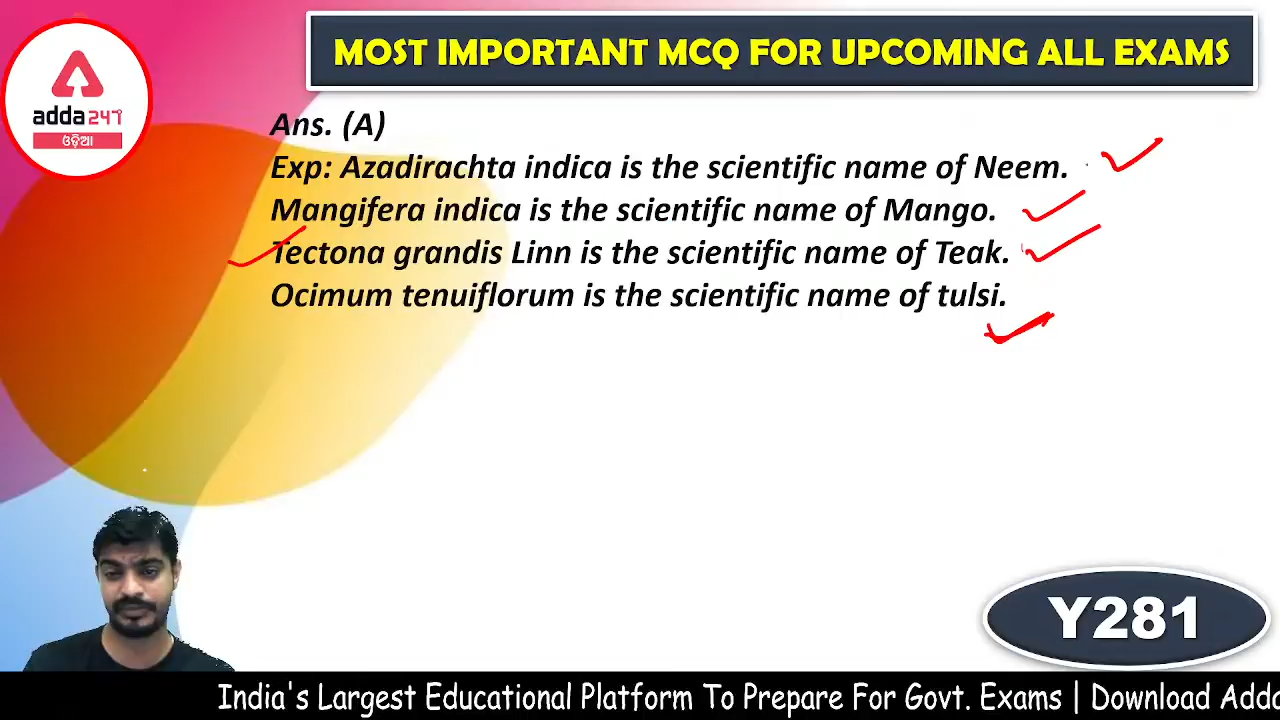 MOST IMPORTANT MCQ FOR UPCOMING ALL EXAMS
adda247
ଓଡ଼ିଆ
Ans. (A)
Exp: Azadirachta indica is the scientific name of Neem.
Mangifera indica is the scientific name of Mango.
Tectona grandis Linn is the scientific name of Teak.
Ocimum tenuiflorum is the scientific name of tulsi.
Y281
India's Largest Educational Platform To Prepare For Govt. Exams | Download Adda